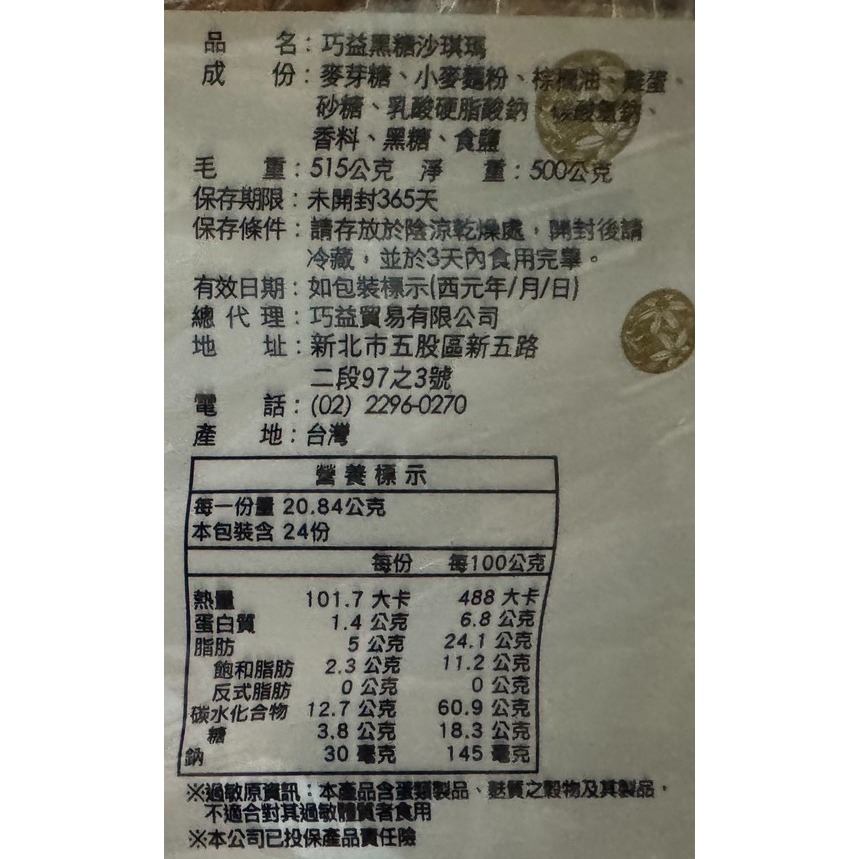 品名：巧益黑糖沙琪瑪
成份：麥芽糖、小麥麵粉、棕櫚油、雞蛋、
砂糖、乳酸硬脂酸鈉、碳酸氫鈉、
香料、黑糖、食鹽
毛重：515公克 淨重：500公克
保存期限：未開封365天
保存條件：請存放於陰涼乾燥處，開封後請
冷藏，並於3天內食用完畢。
有效日期：如包裝標示(西元年/月/日)
總代理：巧益貿易有限公司
地址：新北市五股區新五路
二段97之3號
電話：(02) 2296-0270
產地：台灣
營養標示
每一份量 20.84公克
本包裝含 24份
每份 每100公克
熱量 101.7 大卡 488 大卡
蛋白質 1.4 公克 6.8 公克
脂肪 5 公克 24.1 公克
飽和脂肪 2.3 公克 11.2 公克
反式脂肪 0 公克 0 公克
碳水化合物 12.7 公克 60.9 公克
糖 3.8 公克 18.3 公克
鈉 30 毫克 145 毫克
※過敏原資訊：本產品含蛋類製品、麩質之穀物及其製品，
不適合對其過敏體質者食用
※本公司已投保產品責任險